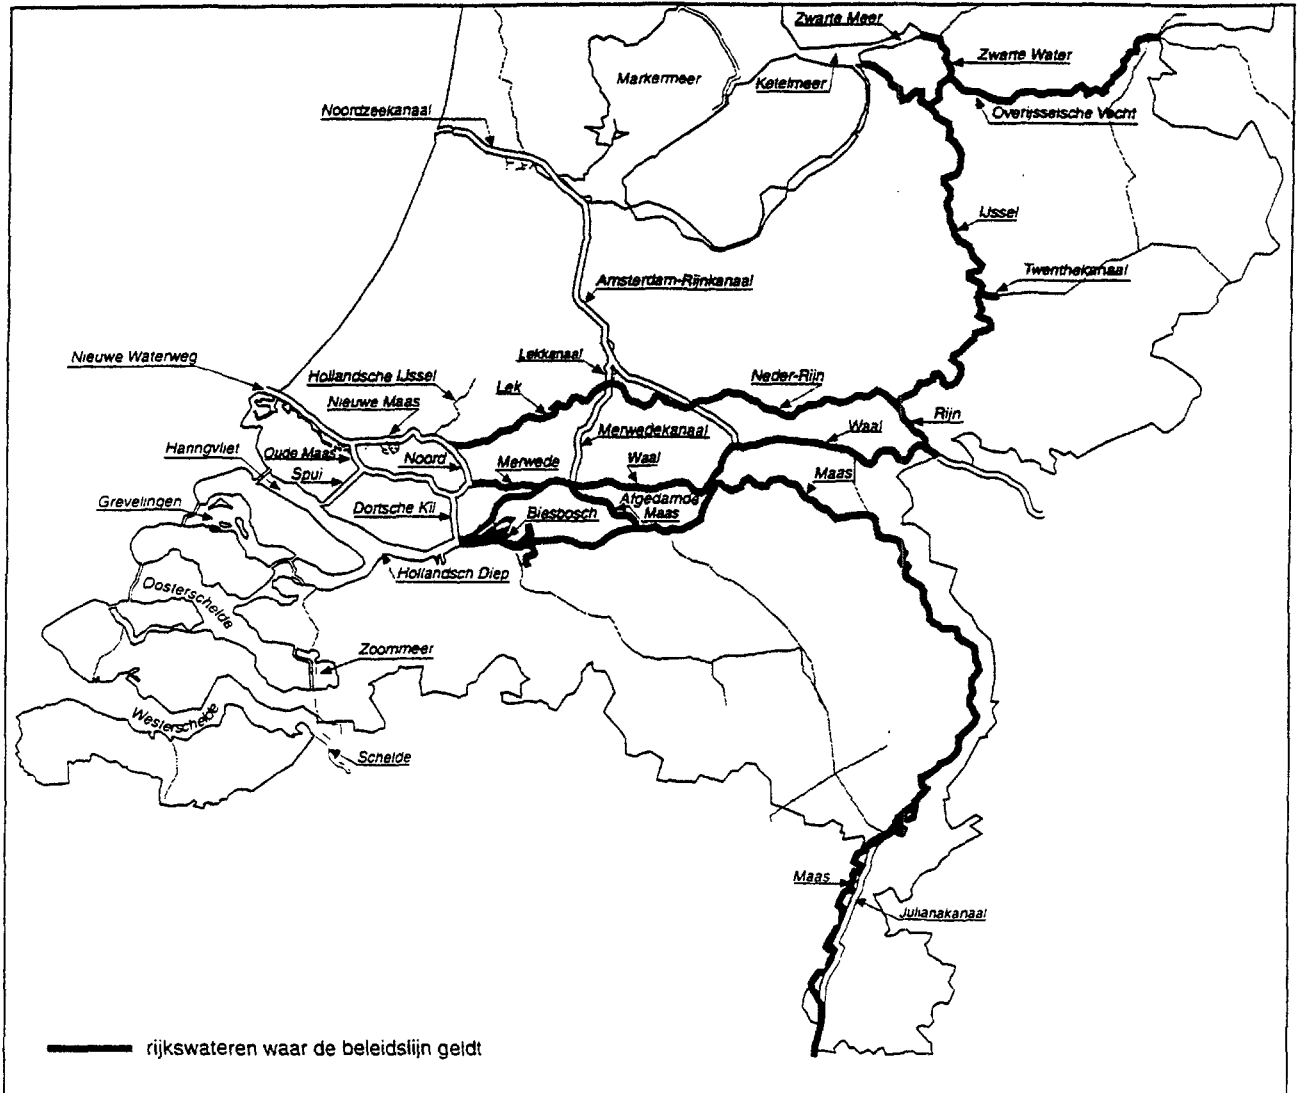 Zwarte Meer
Zwarte Water
Markermeer
Ketelmeer
Noordzeekanaal
Overijsselsche Vecht
IJssel
Twenthekanaal
Amsterdam-Rijnkanaal
Nieuwe Waterweg
Lekkanaal
Hollandsche IJssel
Lek
Neder-Rijn
Nieuwe Maas
Rijn
Waal
Merwedekanaal
Haringvliet
Oude Maas
Noord
Merwede
Waal
Maas
Spui
Grevelingen
Dortsche Kil
Afgedamde
Maas
Biesbosch
Hollandsch Diep
Oosterschelde
Zoommeer
Westerschelde
Schelde
Maas
Julianakanaal
rijkswateren waar de beleidslijn geldt